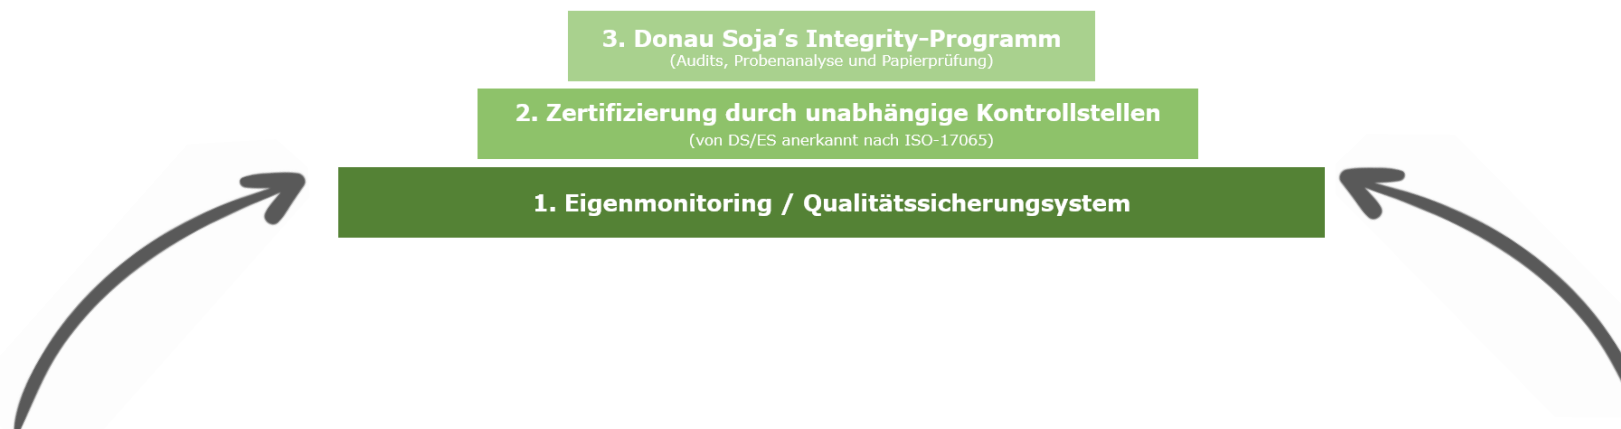 3. Donau Soja’s Integrity-Programm
(Audits, Probenanalyse und Papierprüfung)
2. Zertifizierung durch unabhängige Kontrollstellen
(von DS/ES anerkannt nach ISO-17065)
1. Eigenmonitoring / Qualitätssicherungsystem